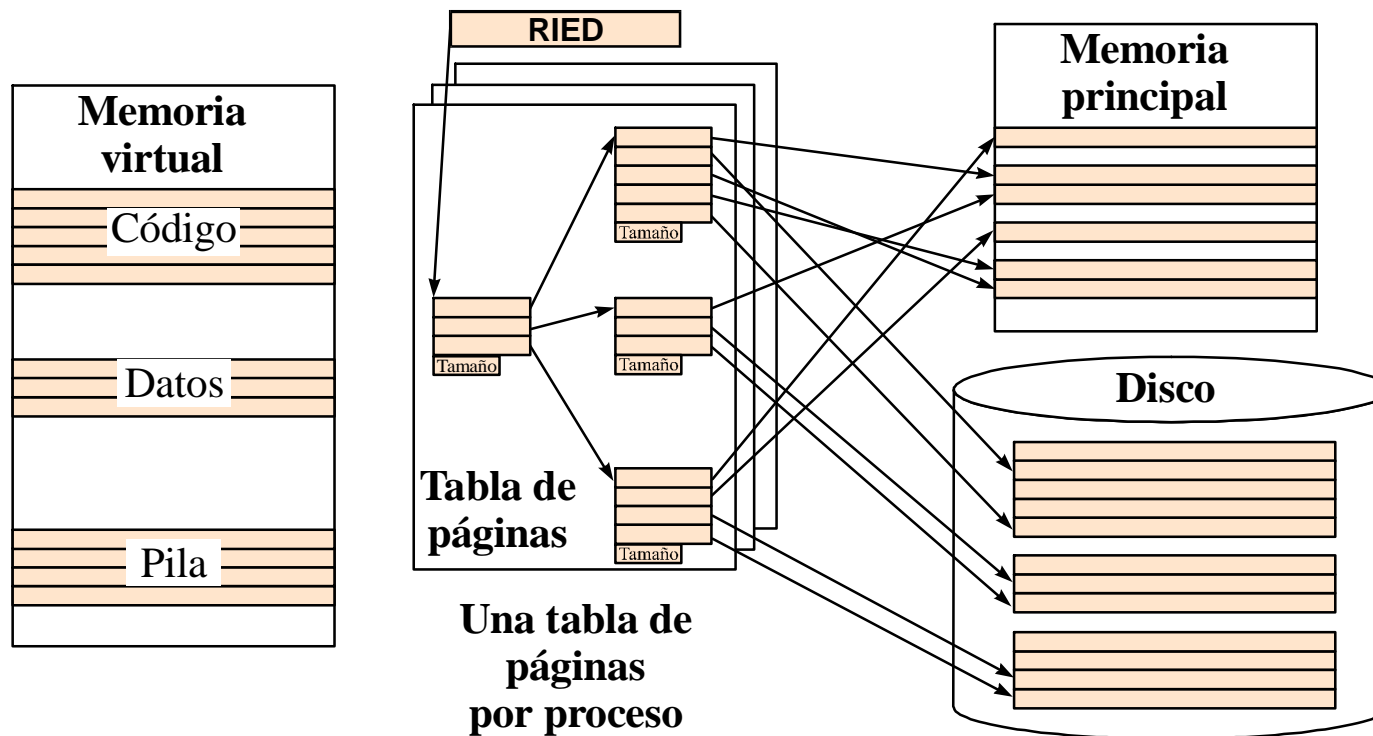 RIED
Memoria
virtual
Código
Datos
Pila
Tamaño
Tamaño
Tamaño
Tamaño
Tabla de
páginas
Una tabla de
páginas
por proceso
Memoria
principal
Disco